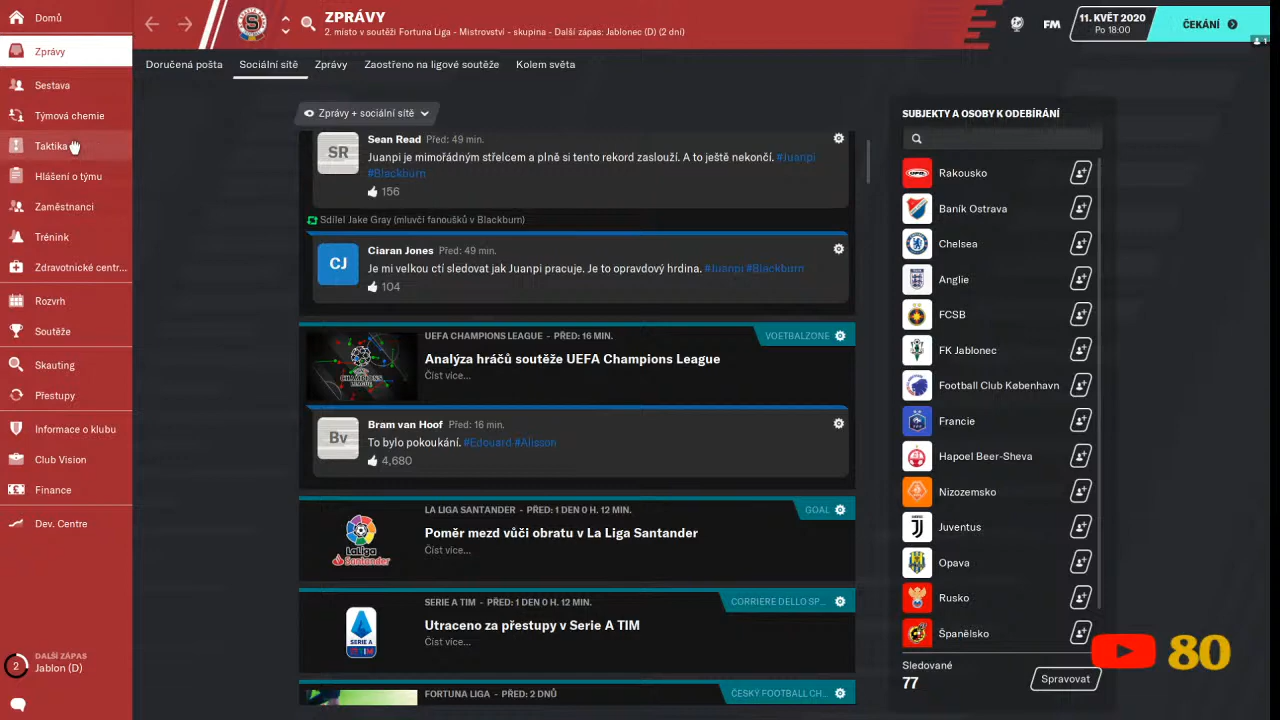 Domů
Zprávy
Sestava
Týmová chemie
Taktika
Hlášení o týmu
Zaměstnanci
Trénink
Zdravotnické centr...
Rozvrh
Soutěže
Skauting
Přestupy
Informace o klubu
Club Vision
Finance
Dev. Centre
2
DALŠÍ ZÁPAS
Jablon (D)
ZPRÁVY
2. místo v soutěži Fortuna Liga - Mistrovství - skupina - Další zápas: Jablonec (D) (2 dní)
FM
11. KVĚT 2020
Po 18:00
ČEKÁNÍ
1
Doručená pošta
Sociální sítě
Zprávy
Zaostřeno na ligové soutěže
Kolem světa
Zprávy + sociální sítě
SR
Sean Read Před: 49 min.
Juanpi je mimořádným střelcem a plně si tento rekord zaslouží. A to ještě nekončí. #Juanpi
#Blackburn
156
Sdílel Jake Gray (mluvčí fanoušků v Blackburn)
CJ
Ciaran Jones Před: 49 min.
Je mi velkou ctí sledovat jak Juanpi pracuje. Je to opravdový hrdina. #Juanpi #Blackburn
104
UEFA CHAMPIONS LEAGUE - PŘED: 16 MIN.
VOETBALZONE
Analýza hráčů soutěže UEFA Champions League
Číst více...
Bv
Bram van Hoof Před: 16 min.
To bylo pokoukání. #Edouard #Alisson
4,680
LA LIGA SANTANDER - PŘED: 1 DEN 0 H. 12 MIN.
GOAL
Poměr mezd vůči obratu v La Liga Santander
Číst více...
LaLiga
Santander
SERIE A TIM - PŘED: 1 DEN 0 H. 12 MIN.
CORRIERE DELLO SP...
Utraceno za přestupy v Serie A TIM
Číst více...
SERIE A
FORTUNA LIGA - PŘED: 2 DNŮ
ČESKÝ FOOTBALL CH...
SUBJEKTY A OSOBY K ODEBÍRÁNÍ
Rakousko
Baník Ostrava
Chelsea
Anglie
FCSB
FK Jablonec
Football Club København
Francie
Hapoel Beer-Sheva
Nizozemsko
Juventus
Opava
Rusko
Španělsko
Sledované
77
Spravovat
80